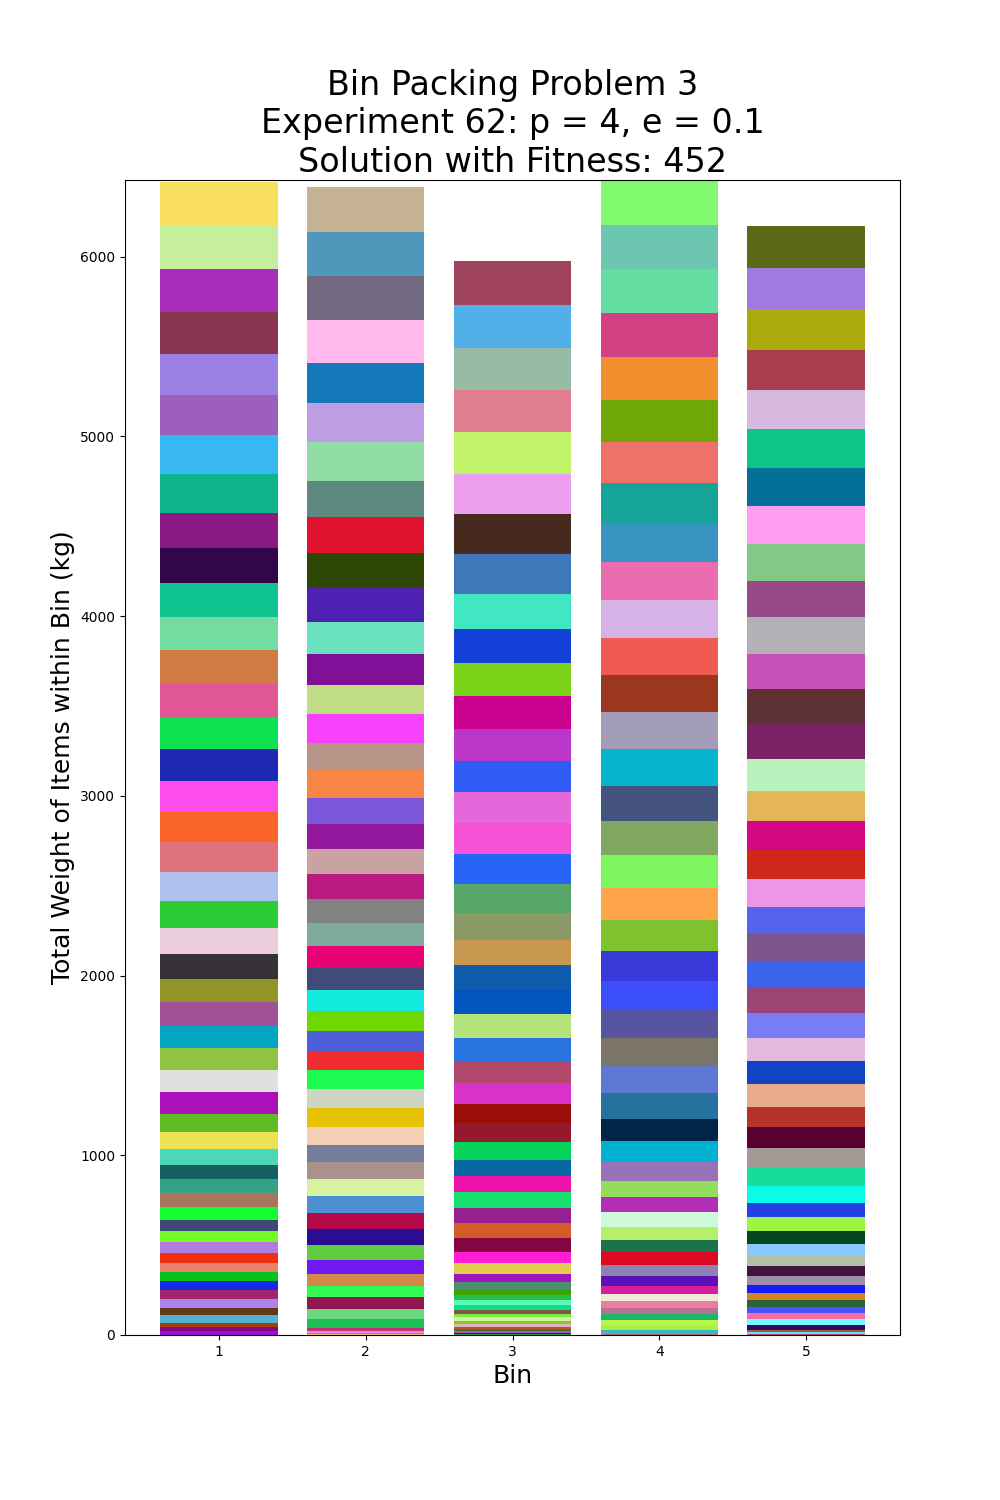 Bin Packing Problem 3
Experiment 62: p = 4, e = 0.1
Solution with Fitness: 452
Total Weight of Items within Bin (kg)
6000
5000
4000
3000
2000
1000
0
1 2 3 4 5
Bin